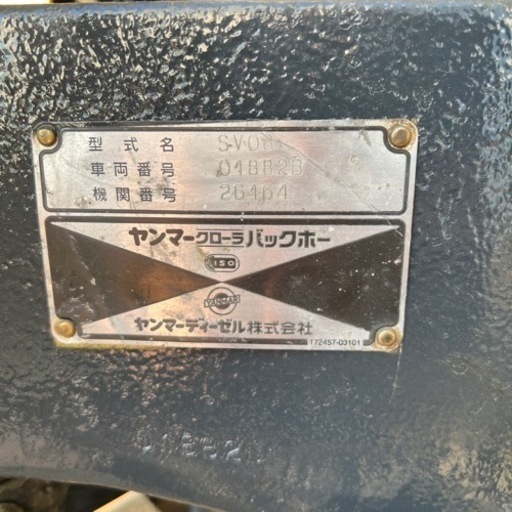 型式名 SV08
車両番号 01882B
機関番号 26464
ヤンマークローラバックホー
ISO
YANMAR
ヤンマーディーゼル株式会社
172457-03101